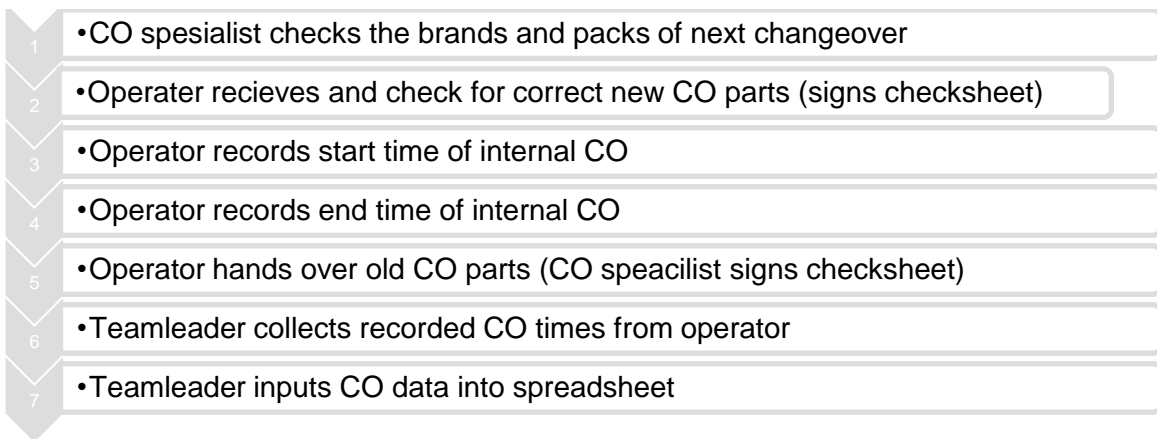 1 •CO spesialist checks the brands and packs of next changeover
2 •Operater recieves and check for correct new CO parts (signs checksheet)
3 •Operator records start time of internal CO
4 •Operator records end time of internal CO
5 •Operator hands over old CO parts (CO speacilist signs checksheet)
6 •Teamleader collects recorded CO times from operator
7 •Teamleader inputs CO data into spreadsheet